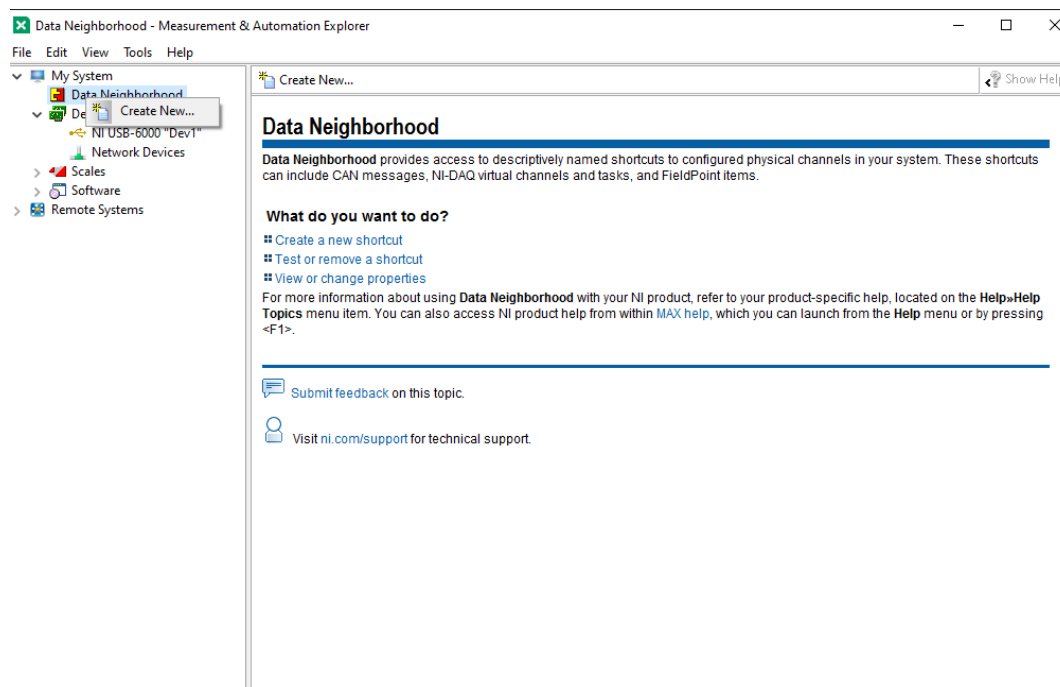 Data Neighborhood - Measurement & Automation Explorer
File Edit View Tools Help
My System
Data Neighborhood
Create New...
NI USB-6000 "Dev1"
Network Devices
Scales
Software
Remote Systems
Create New...
Show Help
Data Neighborhood
Data Neighborhood provides access to descriptively named shortcuts to configured physical channels in your system. These shortcuts
can include CAN messages, NI-DAQ virtual channels and tasks, and FieldPoint items.
What do you want to do?
Create a new shortcut
Test or remove a shortcut
View or change properties
For more information about using Data Neighborhood with your NI product, refer to your product-specific help, located on the Help»Help
Topics menu item. You can also access NI product help from within MAX help, which you can launch from the Help menu or by pressing
<F1>.
Submit feedback on this topic.
Visit ni.com/support for technical support.